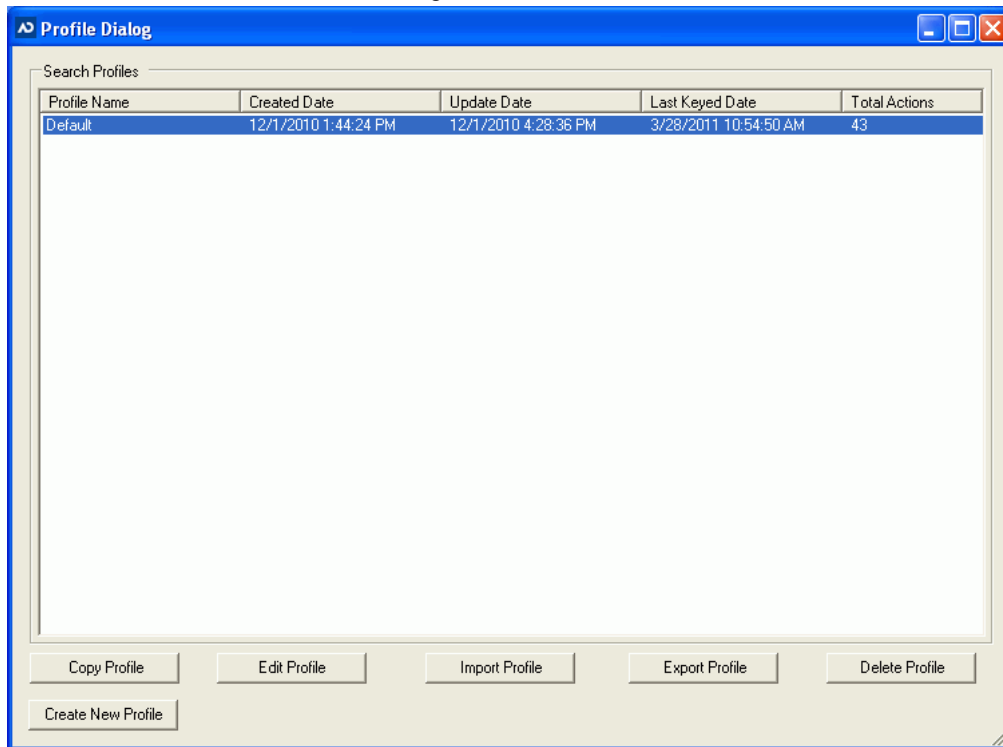 Profile Dialog
Search Profiles
Profile Name Created Date Update Date Last Keyed Date Total Actions
Default 12/1/2010 1:44:24 PM 12/1/2010 4:28:36 PM 3/28/2011 10:54:50 AM 43
Copy Profile Edit Profile Import Profile Export Profile Delete Profile
Create New Profile